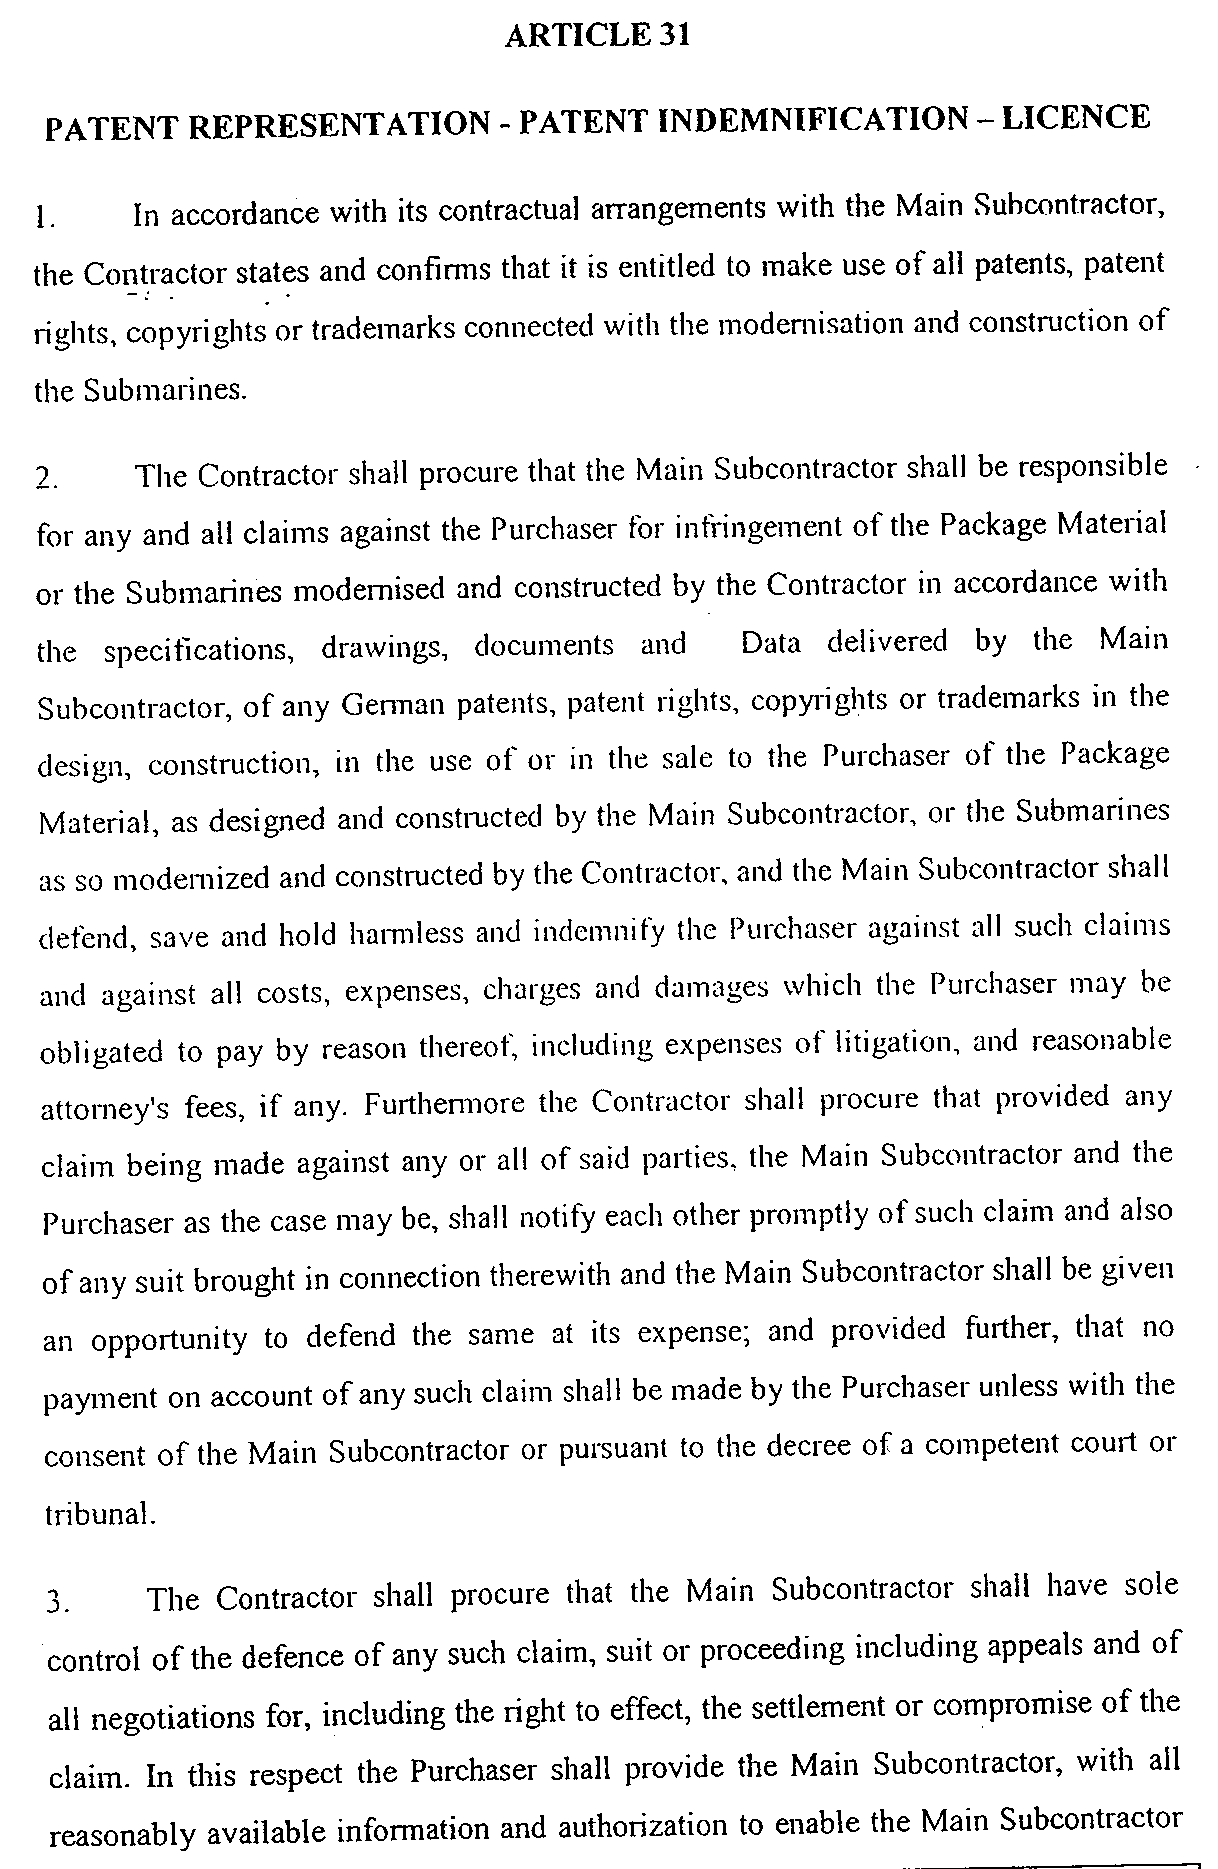 ARTICLE 31
PATENT REPRESENTATION - PATENT INDEMNIFICATION – LICENCE
1. In accordance with its contractual arrangements with the Main Subcontractor,
the Contractor states and confirms that it is entitled to make use of all patents, patent
rights, copyrights or trademarks connected with the modernisation and construction of
the Submarines.
2. The Contractor shall procure that the Main Subcontractor shall be responsible
for any and all claims against the Purchaser for infringement of the Package Material
or the Submarines modernised and constructed by the Contractor in accordance with
the specifications, drawings, documents and Data delivered by the Main
Subcontractor, of any German patents, patent rights, copyrights or trademarks in the
design, construction, in the use of or in the sale to the Purchaser of the Package
Material, as designed and constructed by the Main Subcontractor, or the Submarines
as so modernized and constructed by the Contractor, and the Main Subcontractor shall
defend, save and hold harmless and indemnify the Purchaser against all such claims
and against all costs, expenses, charges and damages which the Purchaser may be
obligated to pay by reason thereof, including expenses of litigation, and reasonable
attorney's fees, if any. Furthermore the Contractor shall procure that provided any
claim being made against any or all of said parties, the Main Subcontractor and the
Purchaser as the case may be, shall notify each other promptly of such claim and also
of any suit brought in connection therewith and the Main Subcontractor shall be given
an opportunity to defend the same at its expense; and provided further, that no
payment on account of any such claim shall be made by the Purchaser unless with the
consent of the Main Subcontractor or pursuant to the decree of a competent court or
tribunal.
3. The Contractor shall procure that the Main Subcontractor shall have sole
control of the defence of any such claim, suit or proceeding including appeals and of
all negotiations for, including the right to effect, the settlement or compromise of the
claim. In this respect the Purchaser shall provide the Main Subcontractor, with all
reasonably available information and authorization to enable the Main Subcontractor